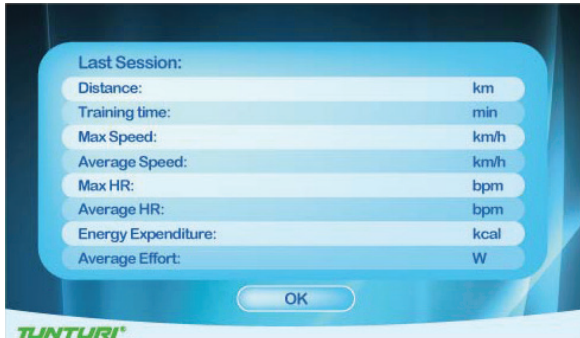 Last Session:
Distance: km
Training time: min
Max Speed: km/h
Average Speed: km/h
Max HR: bpm
Average HR: bpm
Energy Expenditure: kcal
Average Effort: W
OK
TUNTURI®